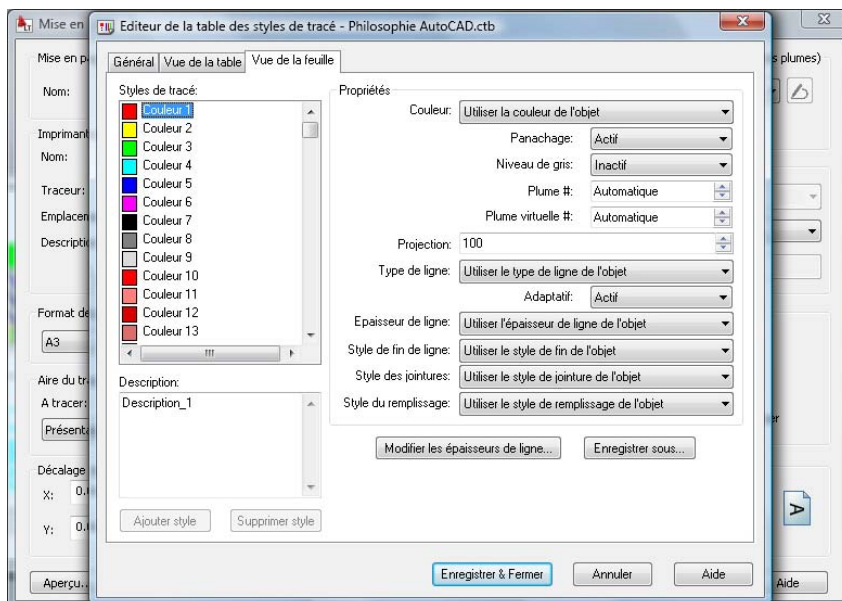 Mise en
Editeur de la table des styles de tracé - Philosophie AutoCAD.ctb
Mise en p
s plumes)
Nom:
Imprimant
Nom:
Traceur:
Emplacen
Descriptio
Format de
A3
Aire du tr
A tracer:
Présenta
Décalage
X: 0.0
Y: 0.0
Aperçu..
Aide
Général
Vue de la table
Vue de la feuille
Styles de tracé:
Couleur 1
Couleur 2
Couleur 3
Couleur 4
Couleur 5
Couleur 6
Couleur 7
Couleur 8
Couleur 9
Couleur 10
Couleur 11
Couleur 12
Couleur 13
Description:
Description_1
Ajouter style
Supprimer style
Propriétés
Couleur: Utiliser la couleur de l'objet
Panachage: Actif
Niveau de gris: Inactif
Plume #: Automatique
Plume virtuelle #: Automatique
Projection: 100
Type de ligne: Utiliser le type de ligne de l'objet
Adaptatif: Actif
Epaisseur de ligne: Utiliser l'épaisseur de ligne de l'objet
Style de fin de ligne: Utiliser le style de fin de l'objet
Style des jointures: Utiliser le style de jointure de l'objet
Style du remplissage: Utiliser le style de remplissage de l'objet
Modifier les épaisseurs de ligne...
Enregistrer sous...
er
A
Enregistrer & Fermer
Annuler
Aide